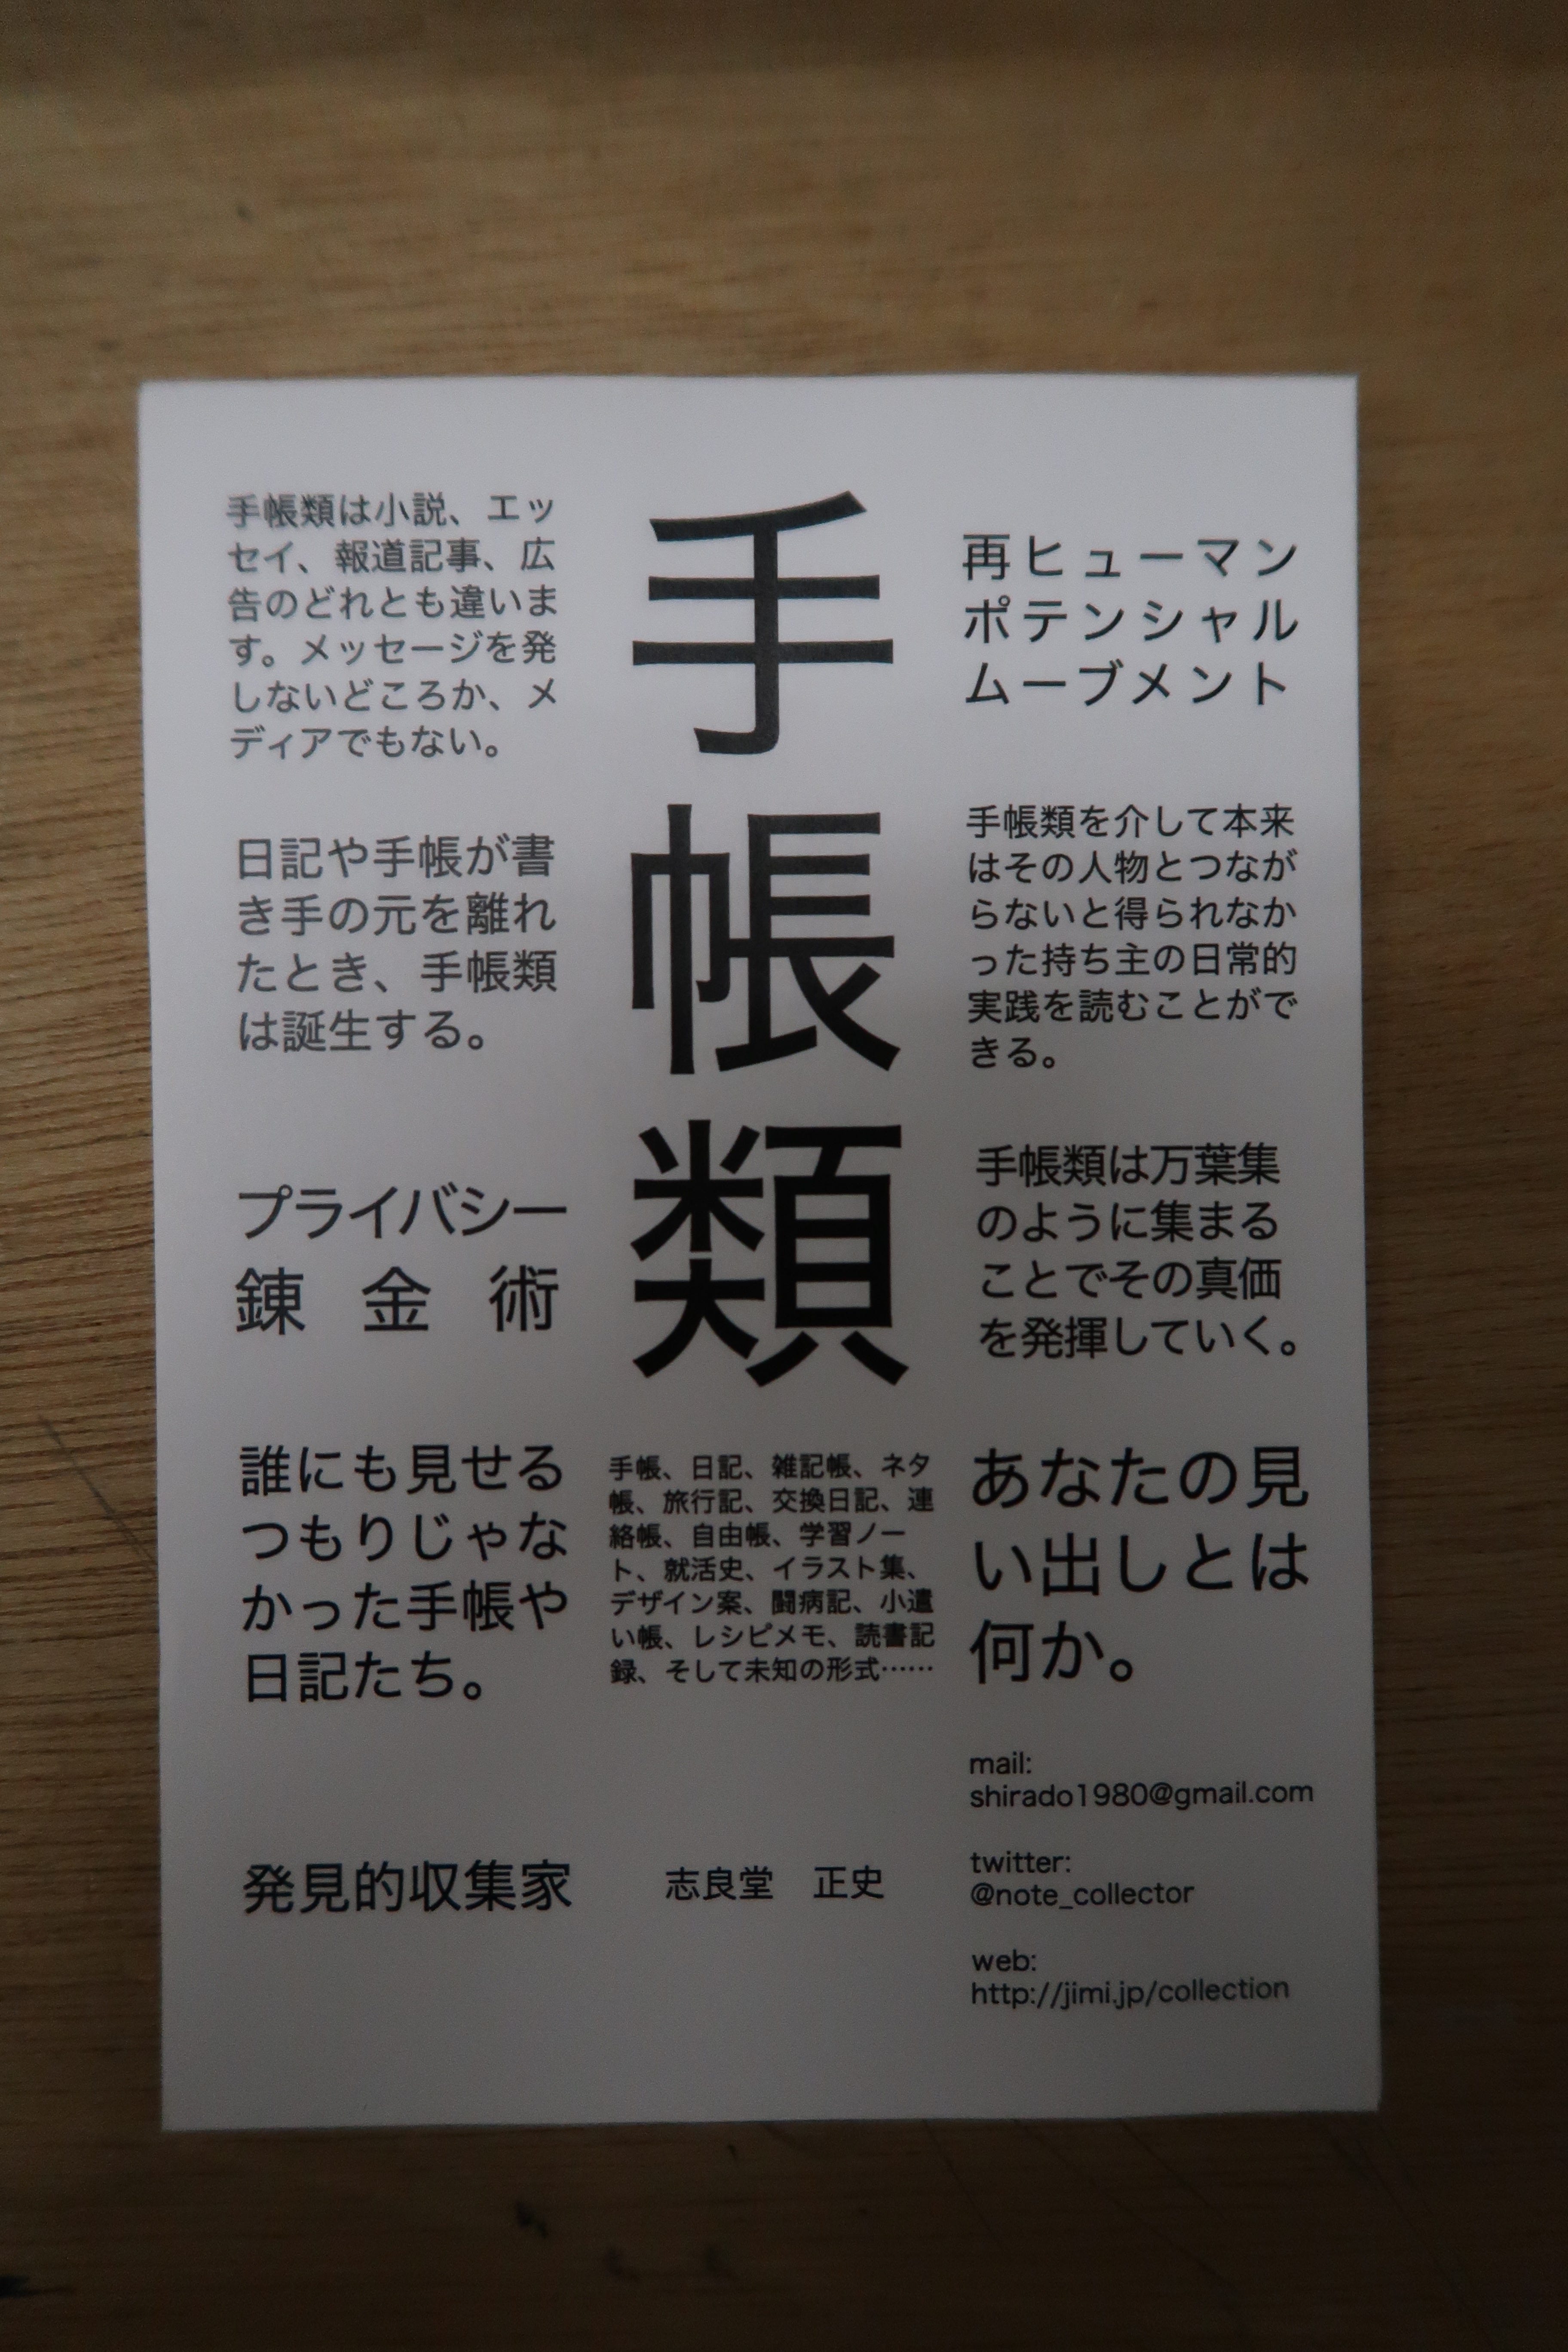 手帳類は小説、エッ
セイ、報道記事、広
告のどれとも違いま
す。メッセージを発
しないどころか、メ
ディアでもない。
日記や手帳が書
き手の元を離れ
たとき、手帳類
は誕生する。
プライバシー
錬金術
誰にも見せる
つもりじゃな
かった手帳や
日記たち。
発見的収集家
手
帳
類
手帳、日記、雑記帳、ネタ
帳、旅行記、交換日記、連
絡帳、自由帳、学習ノー
ト、就活史、イラスト集、
デザイン案、闘病記、小遣
い帳、レシピメモ、読書記
録、そして未知の形式……
志良堂 正史
再ヒューマン
ポテンシャル
ムーブメント
手帳類を介して本来
はその人物とつなが
らないと得られなか
った持ち主の日常的
実践を読むことがで
きる。
手帳類は万葉集
のように集まる
ことでその真価
を発揮していく。
あなたの見
い出しとは
何か。
mail:
shirado1980@gmail.com
twitter:
@note_collector
web:
http://jimi.jp/collection